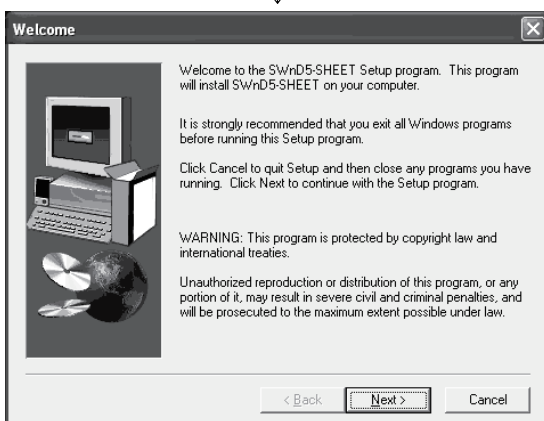 Welcome
Welcome to the SWnD5-SHEET Setup program. This program
will install SWnD5-SHEET on your computer.
It is strongly recommended that you exit all Windows programs
before running this Setup program.
Click Cancel to quit Setup and then close any programs you have
running. Click Next to continue with the Setup program.
WARNING: This program is protected by copyright law and
international treaties.
Unauthorized reproduction or distribution of this program, or any
portion of it, may result in severe civil and criminal penalties, and
will be prosecuted to the maximum extent possible under law.
< Back Next > Cancel